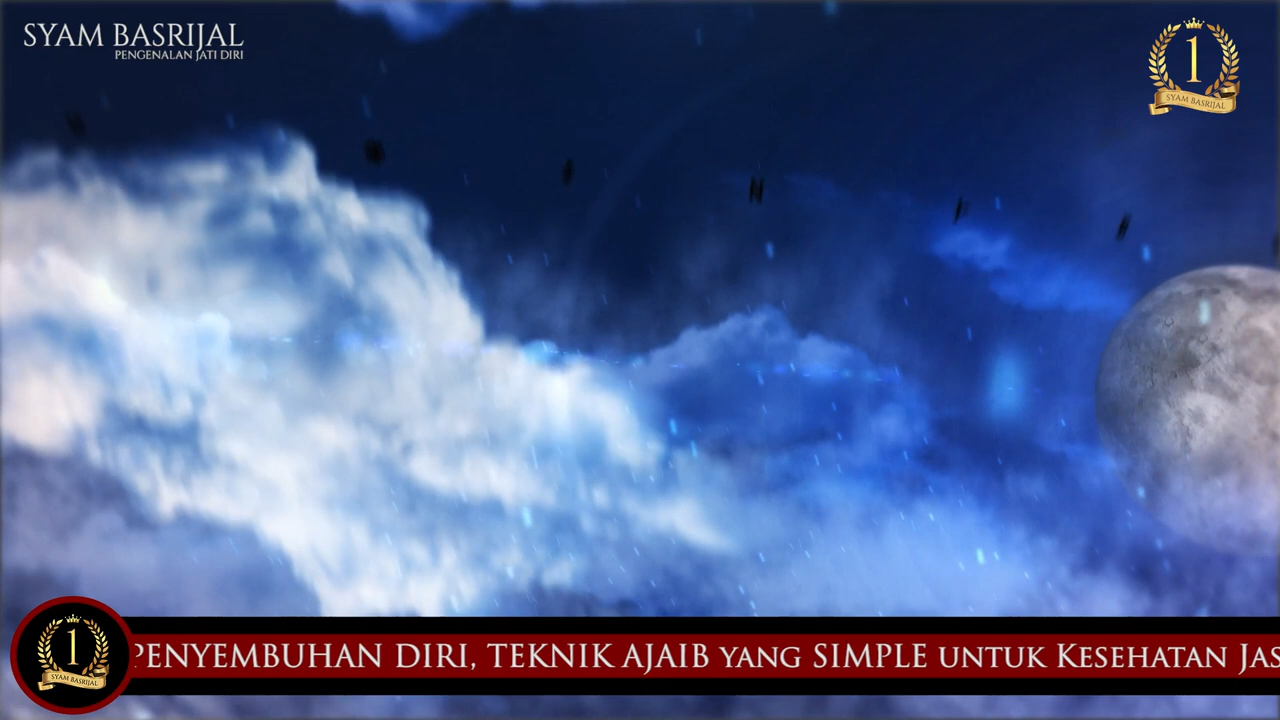 SYAM BASRIJAL
PENGENALAN JATI DIRI
1
SYAM BASRIJAL
1
SYAM BASRIJAL
PENYEMBUHAN DIRI, TEKNIK AJAIB YANG SIMPLE UNTUK KESEHATAN JAS